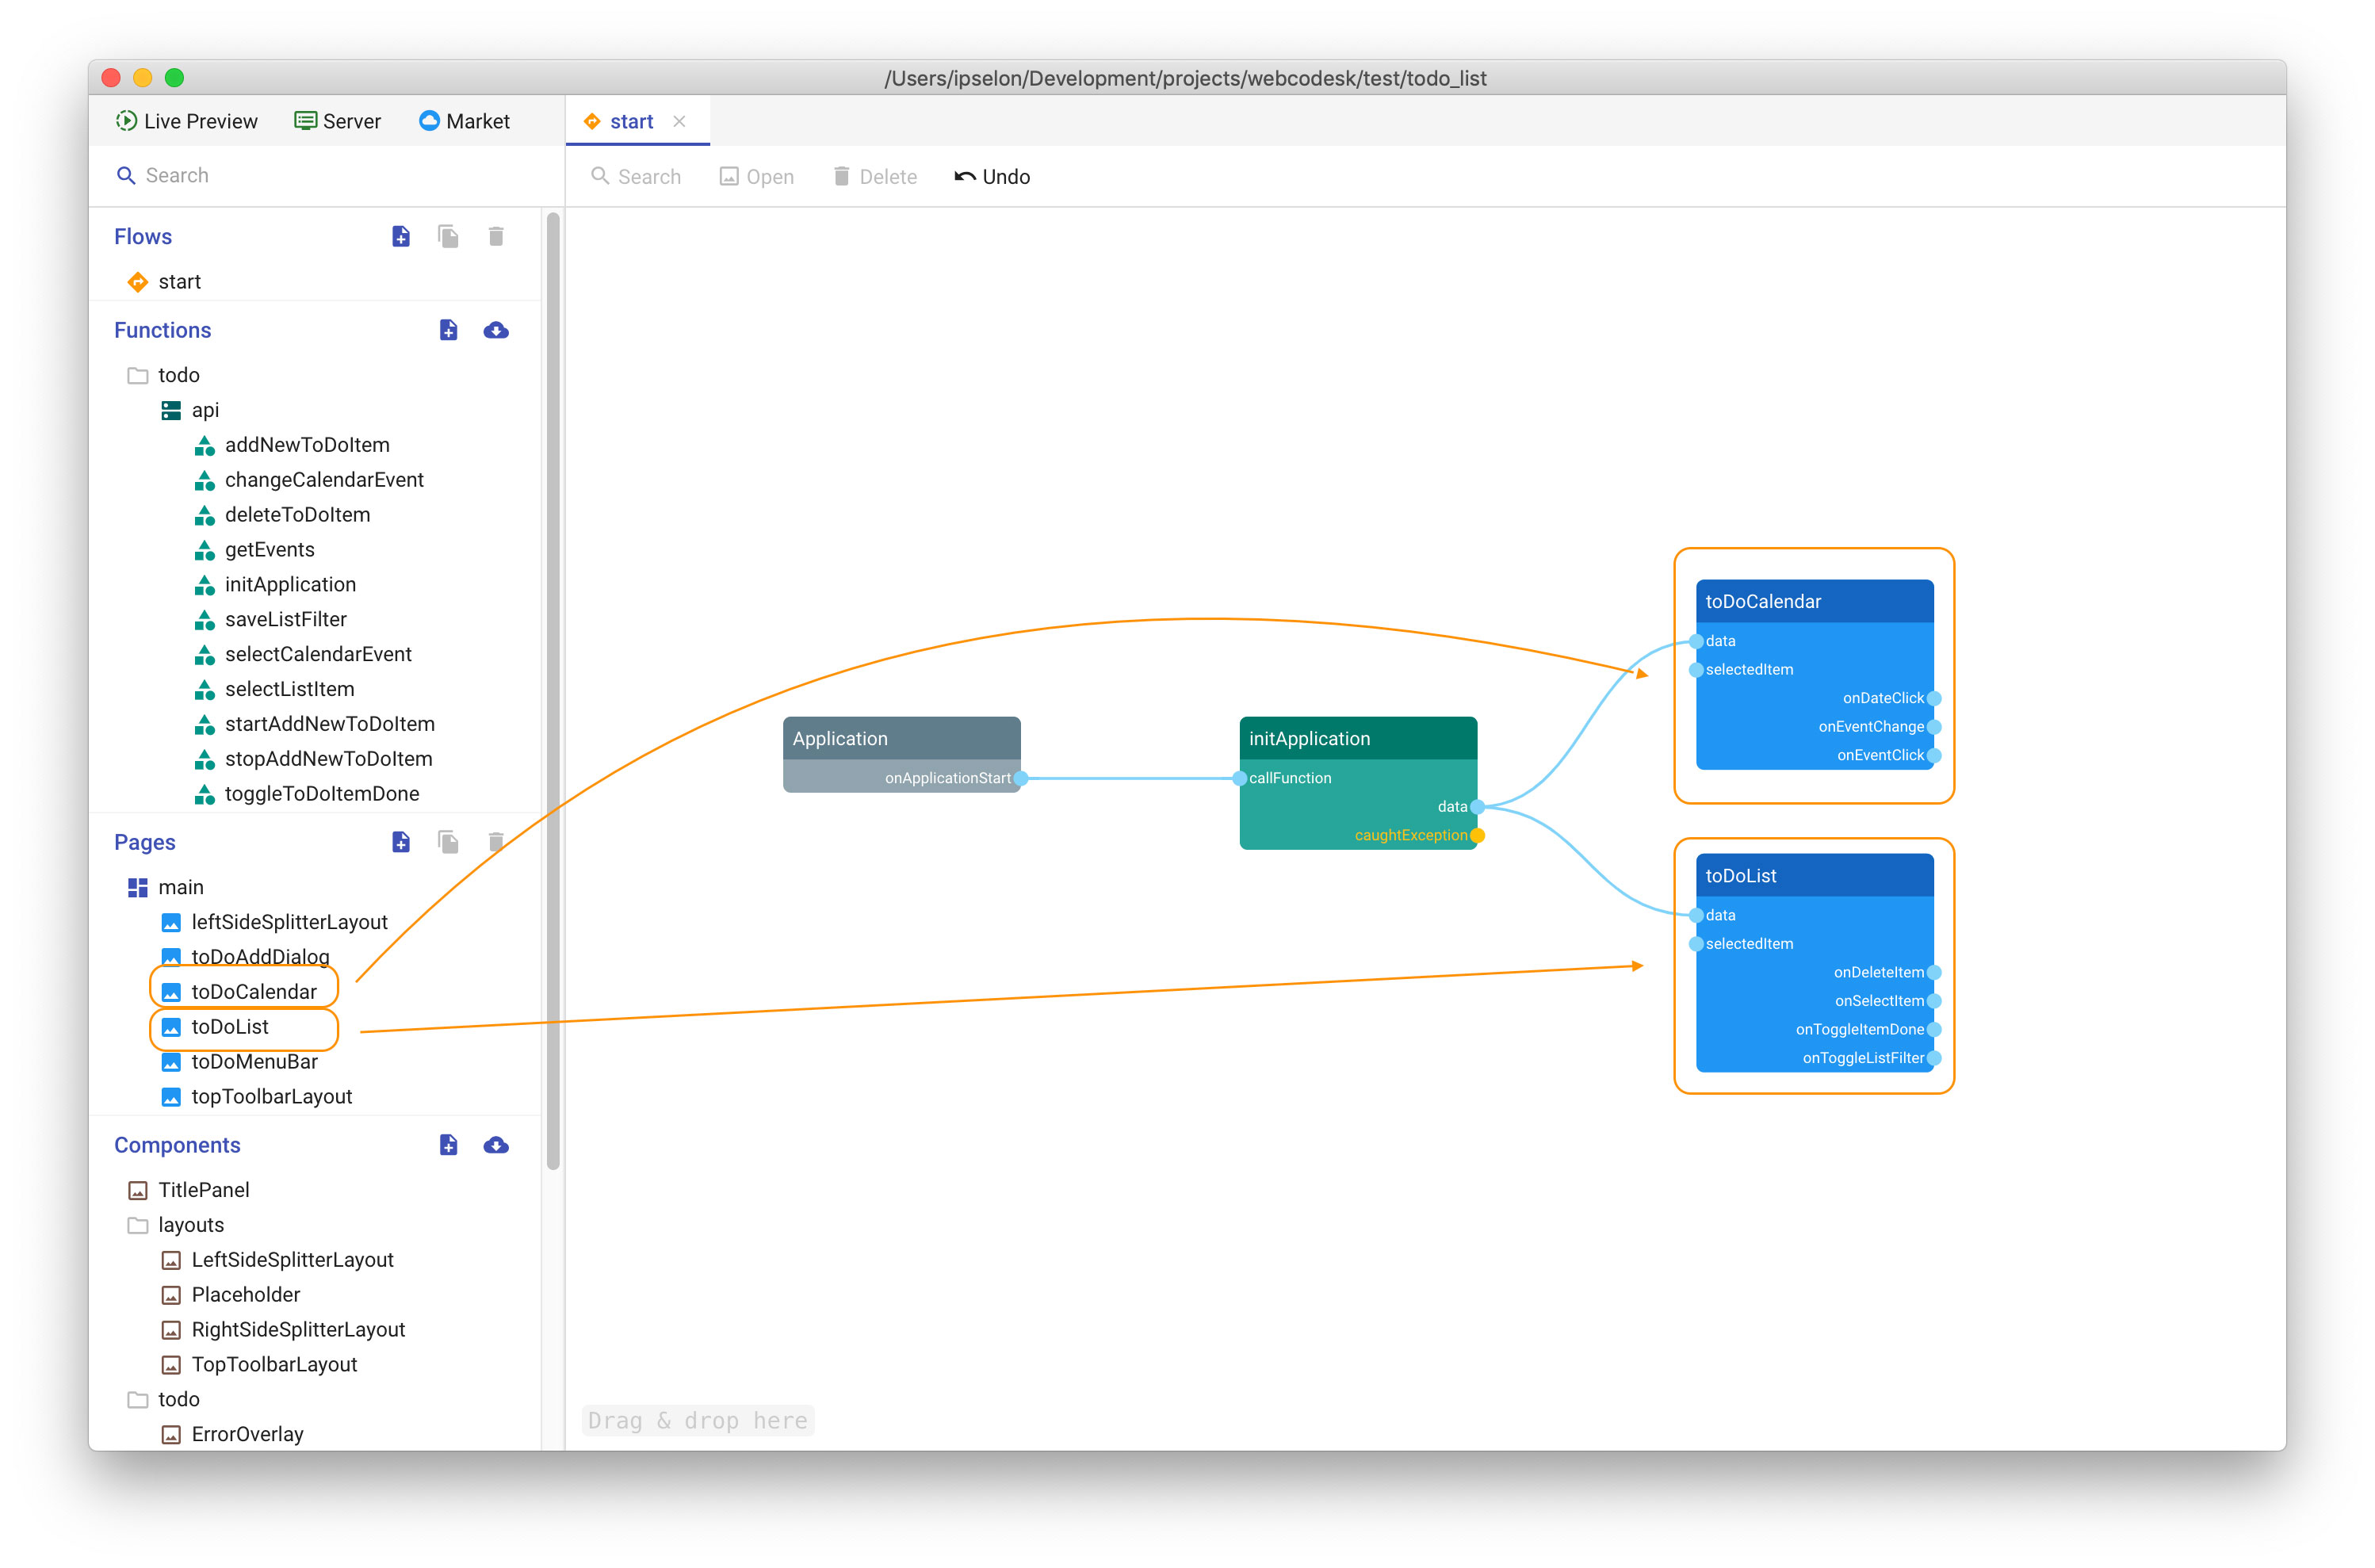 /Users/ipselon/Development/projects/webcodesk/test/todo_list
Live Preview Server Market
start
Search
Search Open Delete Undo
Flows
start
Functions
todo
api
addNewToDoItem
changeCalendarEvent
deleteToDoItem
getEvents
initApplication
saveListFilter
selectCalendarEvent
selectListItem
startAddNewToDoItem
stopAddNewToDoItem
toggleToDoItemDone
Pages
main
leftSideSplitterLayout
toDoAddDialog
toDoCalendar
toDoList
toDoMenuBar
topToolbarLayout
Components
TitlePanel
layouts
LeftSideSplitterLayout
Placeholder
RightSideSplitterLayout
TopToolbarLayout
todo
ErrorOverlay
Application
onApplicationStart
initApplication
callFunction
data
caughtException
toDoCalendar
data
selectedItem
onDateClick
onEventChange
onEventClick
toDoList
data
selectedItem
onDeleteItem
onSelectItem
onToggleItemDone
onToggleListFilter
Drag & drop here